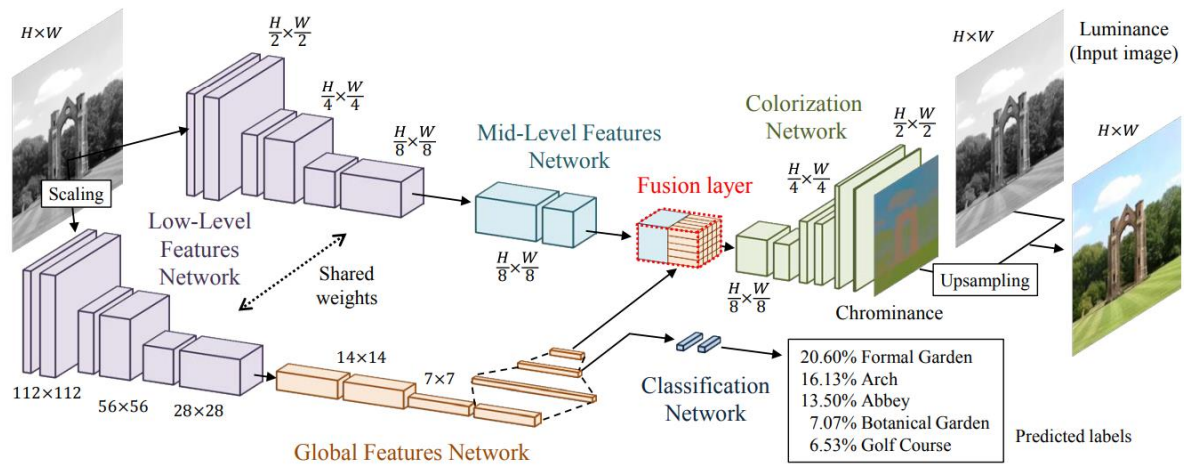 H×W
H/2 × W/2
H/4 × W/4
H/8 × W/8
Scaling
Low-Level
Features
Network
Shared
weights
112×112
56×56
28×28
Mid-Level Features
Network
H/8 × W/8
Fusion layer
14×14
7×7
Global Features Network
Colorization
Network
H/8 × W/8
H/4 × W/4
H/2 × W/2
Chrominance
Classification
Network
H×W
Luminance
(Input image)
H×W
Upsampling
20.60% Formal Garden
16.13% Arch
13.50% Abbey
7.07% Botanical Garden
6.53% Golf Course
Predicted labels